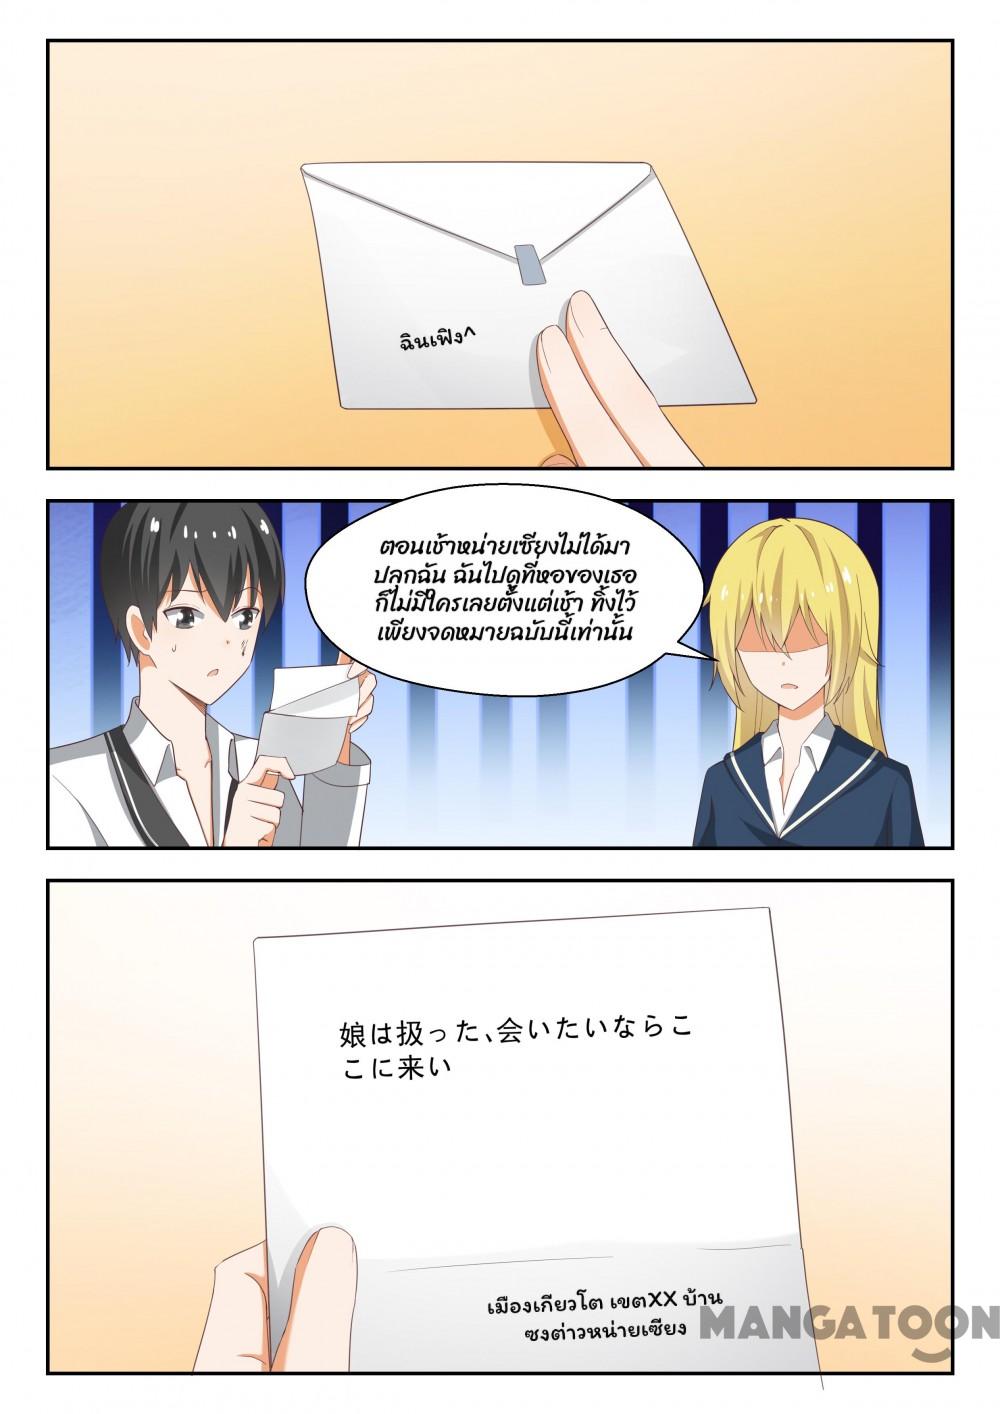 ฉินเฟิง^
ตอนเช้าหน่ายเซียงไม่ได้มา
ปลุกฉัน ฉันไปดูที่หอของเธอ
ก็ไม่มีใครเลยตั้งแต่เช้า ทิ้งไว้
เพียงจดหมายฉบับนี้เท่านั้น
娘は扱った、会いたいならこ
こに来い
เมืองเกียวโต เขตXX บ้าน
ซงต่าวหน่ายเซียง
MANGATOON